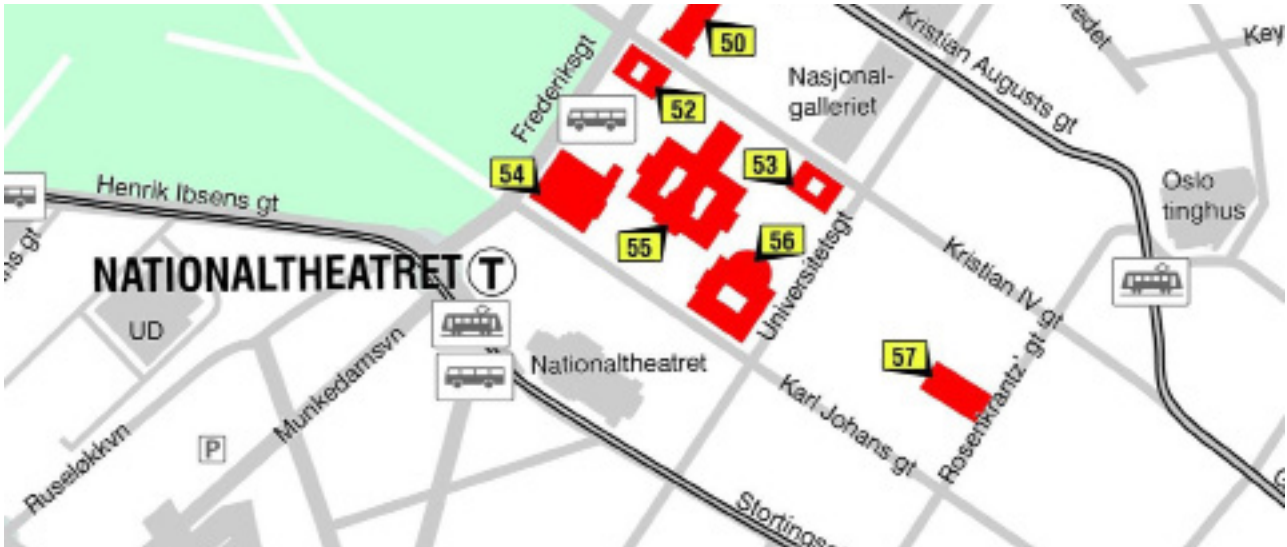 50
Kristian Augusts gt
Key
Frederiksgt
Nasjonal-
galleriet
52
53
54
Henrik Ibsens gt
Oslo
tinghus
55
56
NATIONALTHEATRET T
Universitetsgt
Kristian IV gt
UD
Nationaltheatret
57
Munkedamsvn
Karl Johans gt
Rosenkrantz' gt
Ruseløkkvn
P